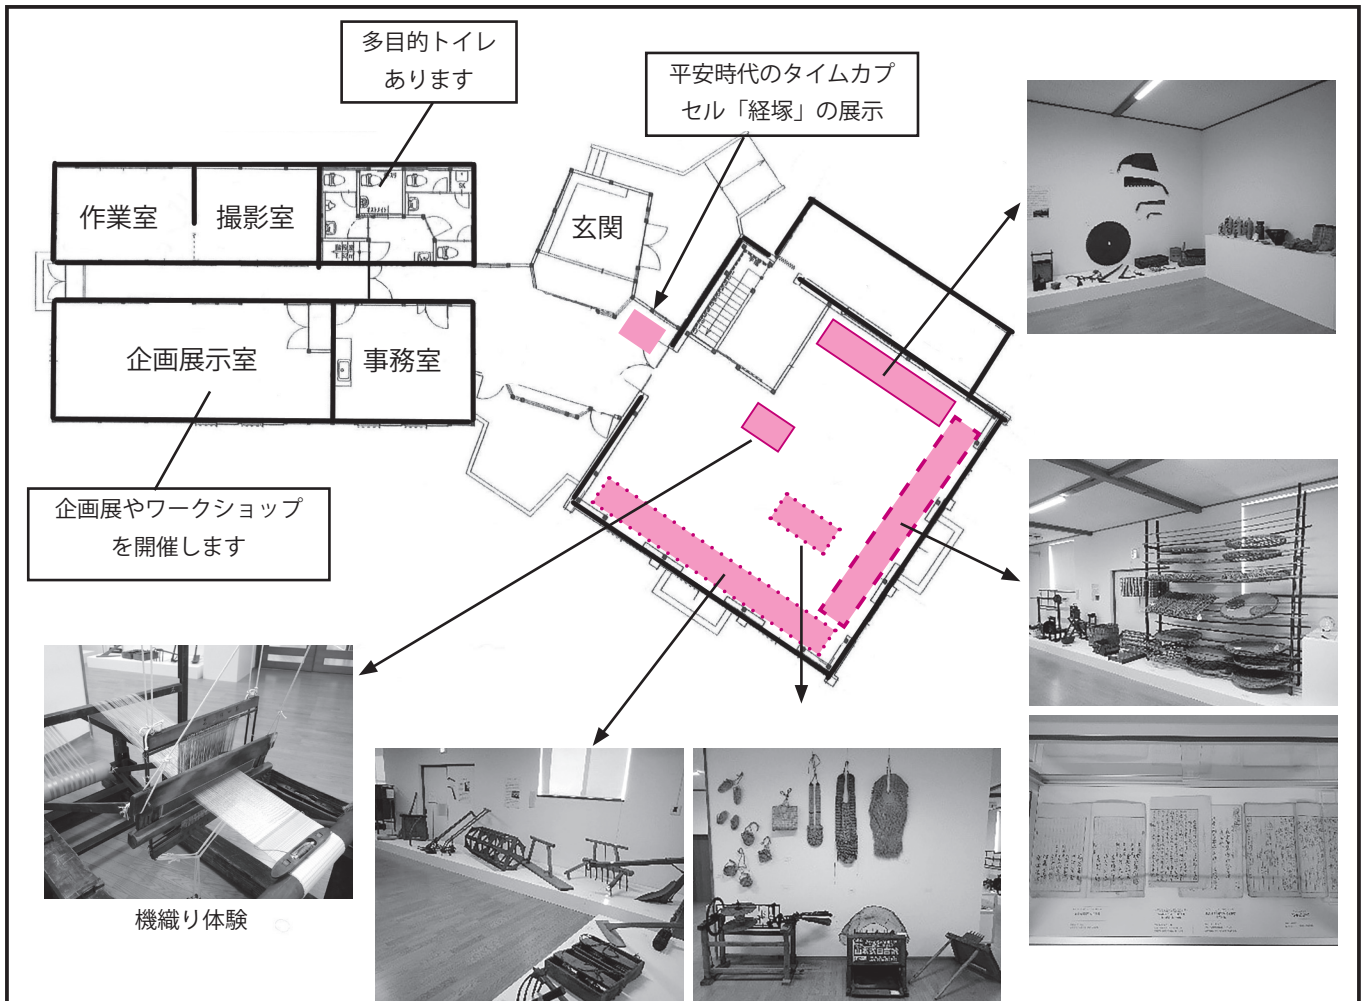 多目的トイレ
あります
平安時代のタイムカプ
セル「経塚」の展示
作業室
撮影室
玄関
企画展示室
事務室
企画展やワークショップ
を開催します
機織り体験